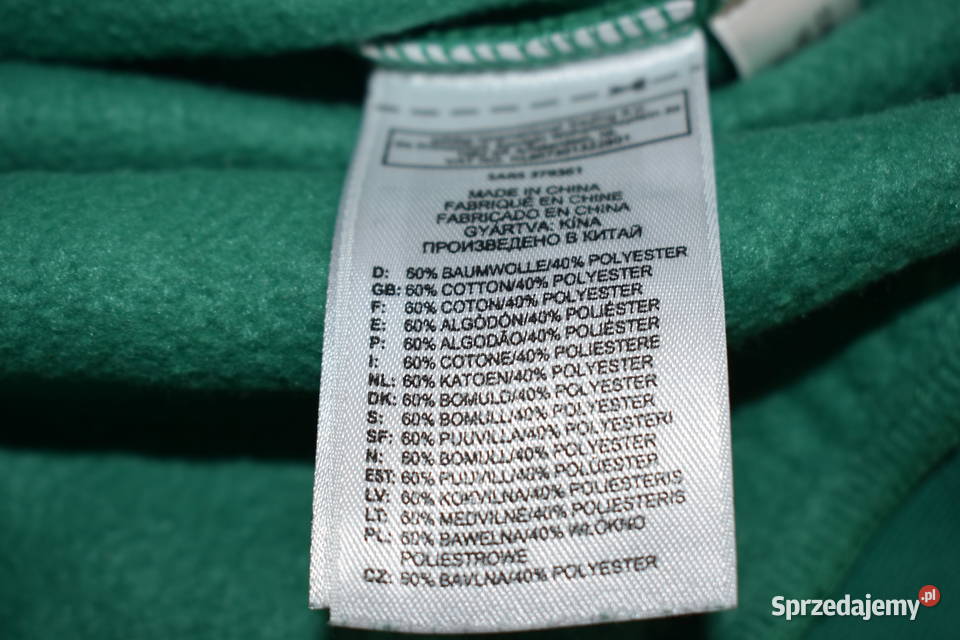 MADE IN CHINA
FABRIQUÉ EN CHINE
FABRICADO EN CHINA
GYÁRTVA: KÍNA
ПРОИЗВЕДЕНО В КИТАЙ
D: 60% BAUMWOLLE/40% POLYESTER
GB: 60% COTTON/40% POLYESTER
F: 60% COTON/40% POLYESTER
E: 60% ALGODÓN/40% POLIÉSTER
P: 60% ALGODÃO/40% POLIÉSTER
I: 60% COTONE/40% POLIESTERE
NL: 60% KATOEN/40% POLYESTER
DK: 60% BOMULD/40% POLYESTER
S: 60% BOMULL/40% POLYESTER
SF: 60% PUUVILLA/40% POLYESTERI
N: 60% BOMULL/40% POLYESTER
EST: 60% PUUVILL/40% POLÜESTER
LV: 60% KOKVILNA/40% POLIESTERIS
LT: 60% MEDVILNĖ/40% POLIESTERIS
PL: 60% BAWEŁNA/40% WŁÓKNO
POLIESTROWE
CZ: 60% BAVLNA/40% POLYESTER
Sprzedajemy.pl